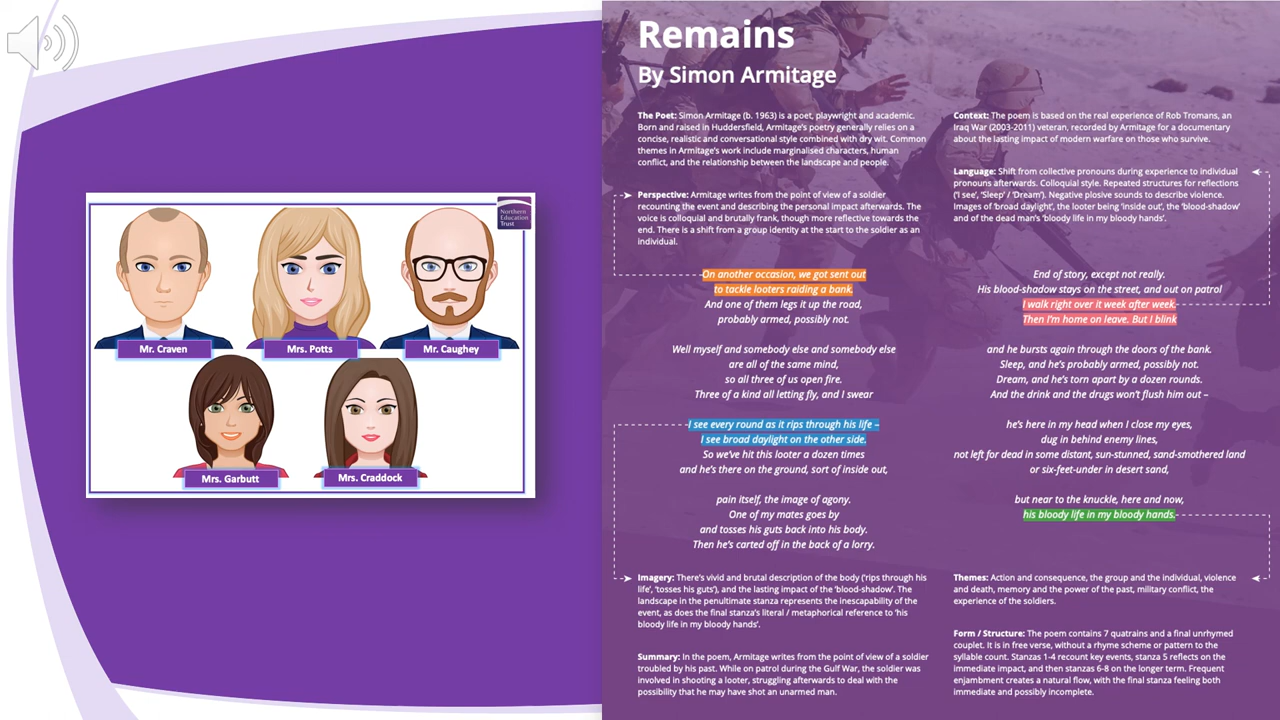 Northern
Education
Trust
Mr. Craven
Mrs. Potts
Mr. Caughey
Mrs. Garbutt
Mrs. Craddock
Remains
By Simon Armitage
The Poet: Simon Armitage (b. 1963) is a poet, playwright and academic.
Born and raised in Huddersfield, Armitage's poetry generally relies on a
concise, realistic and conversational style combined with dry wit. Common
themes in Armitage's work include marginalised characters, human
conflict, and the relationship between the landscape and people.
Perspective: Armitage writes from the point of view of a soldier
recounting the event and describing the personal impact afterwards. The
voice is colloquial and brutally frank, though more reflective towards the
end. There is a shift from a group identity at the start to the soldier as an
individual.
Context: The poem is based on the real experience of Rob Tromans, an
Iraq War (2003-2011) veteran, recorded by Armitage for a documentary
about the lasting impact of modern warfare on those who survive.
Language: Shift from collective pronouns during experience to individual
pronouns afterwards. Colloquial style. Repeated structures for reflections
('I see', 'Sleep' / 'Dream'). Negative plosive sounds to describe violence.
Images of 'broad daylight', the looter being 'inside out', the 'blood-shadow'
and of the dead man's 'bloody life in my bloody hands'.
On another occasion, we got sent out
to tackle looters raiding a bank.
And one of them legs it up the road,
probably armed, possibly not.
Well myself and somebody else and somebody else
are all of the same mind,
so all three of us open fire.
Three of a kind all letting fly, and I swear
I see every round as it rips through his life –
I see broad daylight on the other side.
So we've hit this looter a dozen times
and he's there on the ground, sort of inside out,
pain itself, the image of agony.
One of my mates goes by
and tosses his guts back into his body.
Then he's carted off in the back of a lorry.
End of story, except not really.
His blood-shadow stays on the street, and out on patrol
I walk right over it week after week.
Then I'm home on leave. But I blink
and he bursts again through the doors of the bank.
Sleep, and he's probably armed, possibly not.
Dream, and he's torn apart by a dozen rounds.
And the drink and the drugs won't flush him out –
he's here in my head when I close my eyes,
dug in behind enemy lines,
not left for dead in some distant, sun-stunned, sand-smothered land
or six-feet-under in desert sand,
but near to the knuckle, here and now,
his bloody life in my bloody hands.
Imagery: There's vivid and brutal description of the body ('rips through his
life', 'tosses his guts'), and the lasting impact of the 'blood-shadow'. The
landscape in the penultimate stanza represents the inescapability of the
event, as does the final stanza's literal / metaphorical reference to 'his
bloody life in my bloody hands'.
Summary: In the poem, Armitage writes from the point of view of a soldier
troubled by his past. While on patrol during the Gulf War, the soldier was
involved in shooting a looter, struggling afterwards to deal with the
possibility that he may have shot an unarmed man.
Themes: Action and consequence, the group and the individual, violence
and death, memory and the power of the past, military conflict, the
experience of the soldiers.
Form / Structure: The poem contains 7 quatrains and a final unrhymed
couplet. It is in free verse, without a rhyme scheme or pattern to the
syllable count. Stanzas 1-4 recount key events, stanza 5 reflects on the
immediate impact, and then stanzas 6-8 on the longer term. Frequent
enjambment creates a natural flow, with the final stanza feeling both
immediate and possibly incomplete.